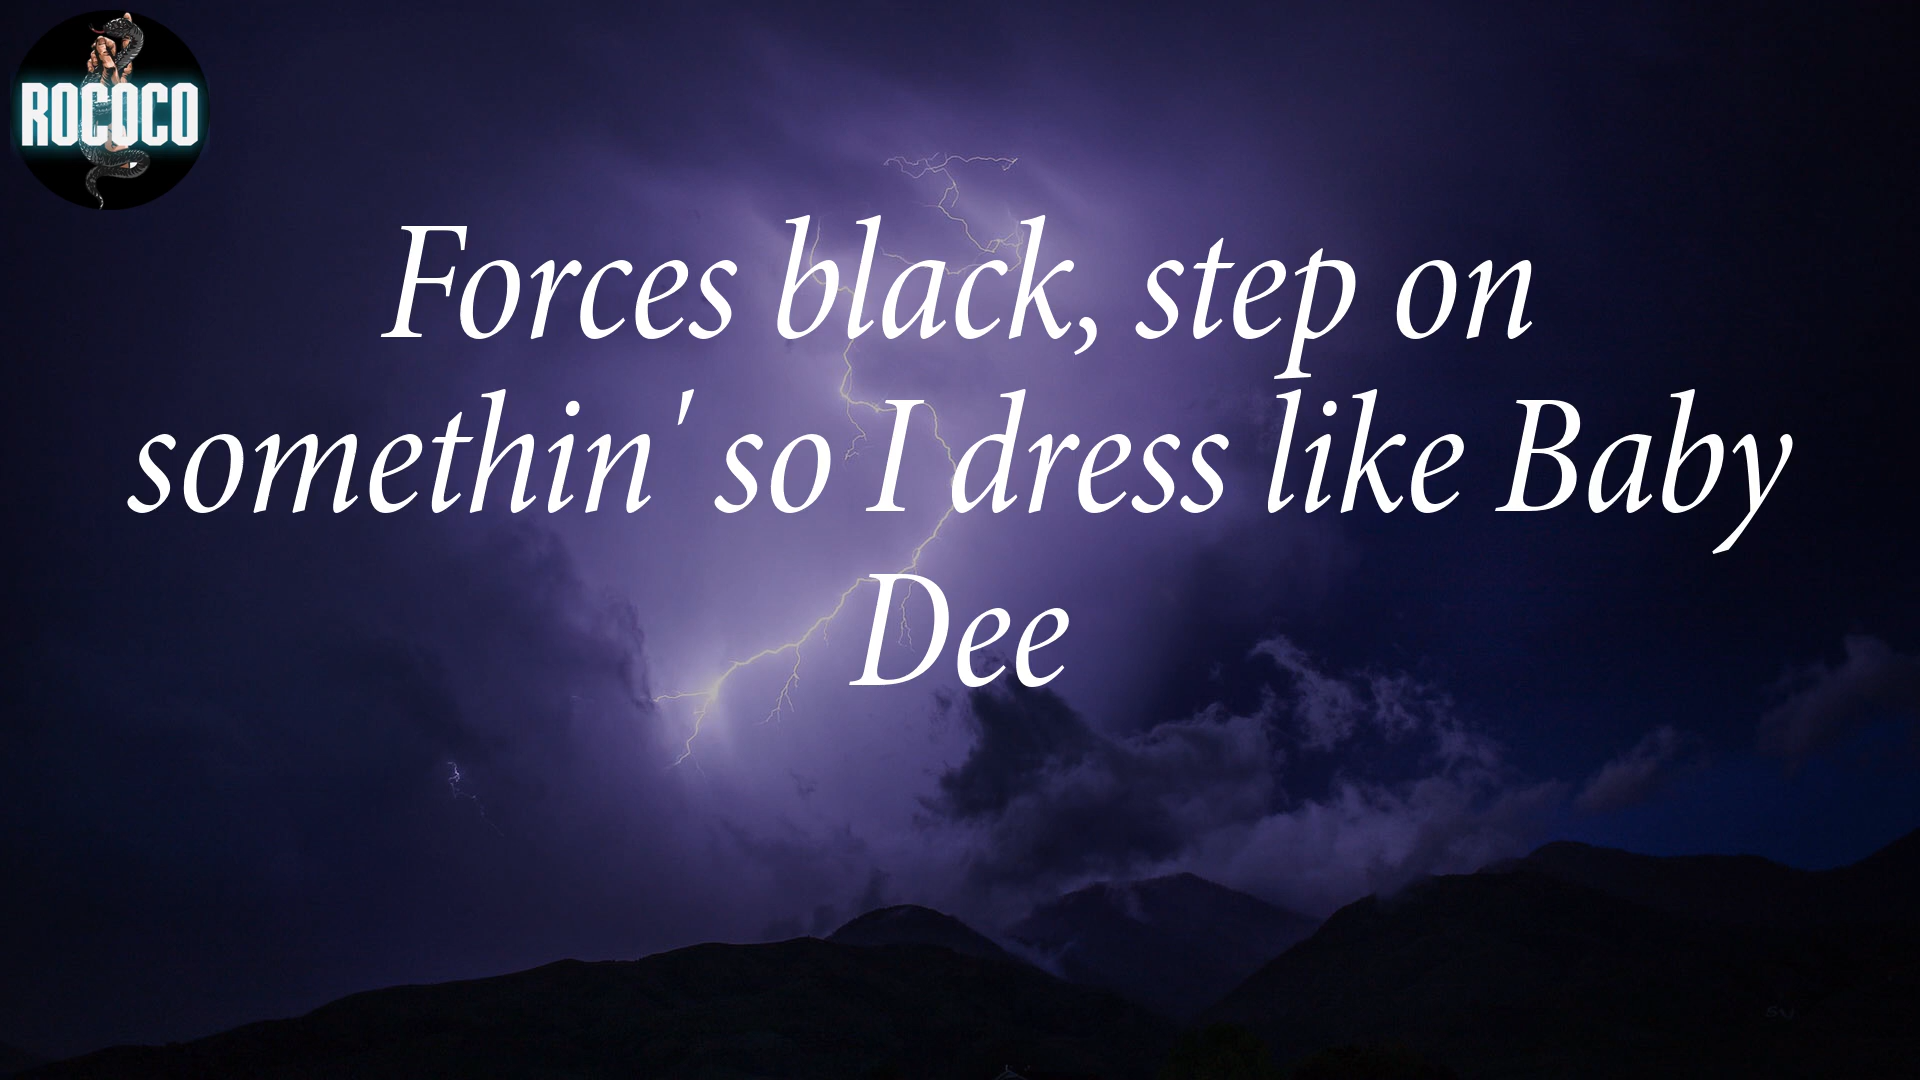 ROCOCO
Forces black, step on
somethin' so I dress like Baby
Dee